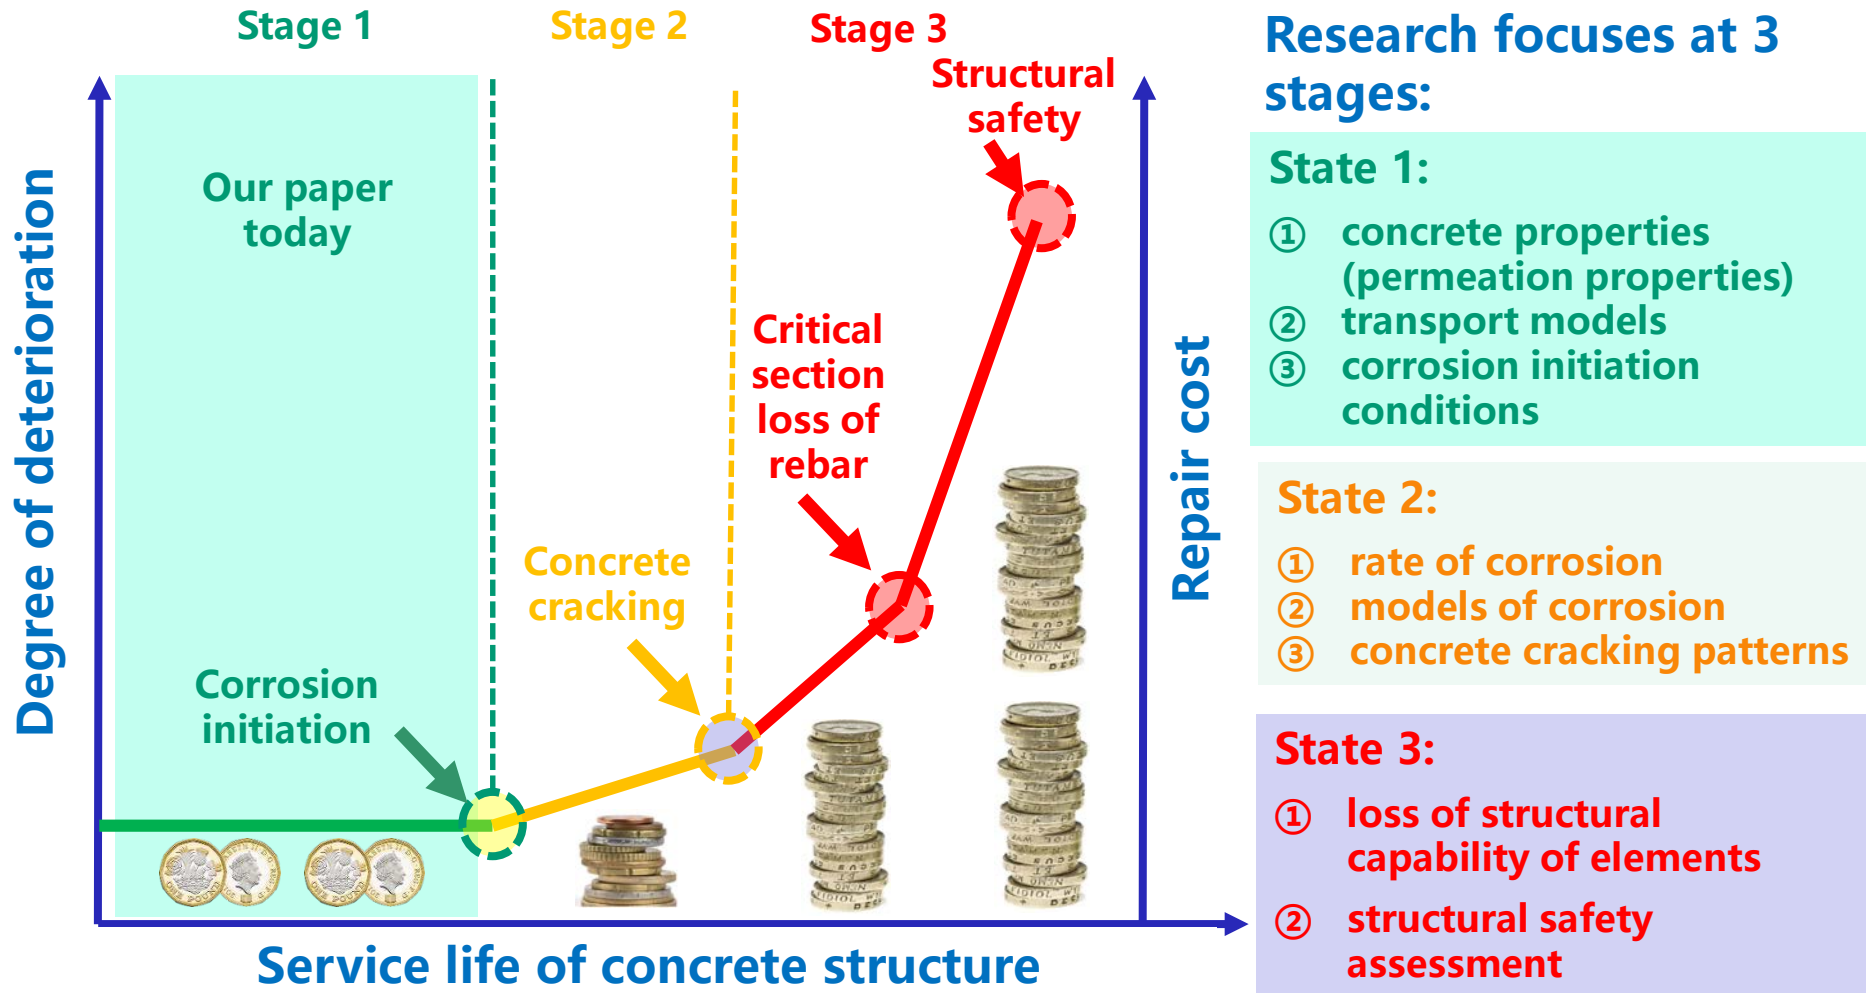 Stage 1
Stage 2
Stage 3
Structural
safety
Our paper
today
Critical
section
loss of
rebar
Concrete
cracking
Corrosion
initiation
Degree of deterioration
Repair cost
Service life of concrete structure
Research focuses at 3
stages:
State 1:
① concrete properties
(permeation properties)
② transport models
③ corrosion initiation
conditions
State 2:
① rate of corrosion
② models of corrosion
③ concrete cracking patterns
State 3:
① loss of structural
capability of elements
② structural safety
assessment